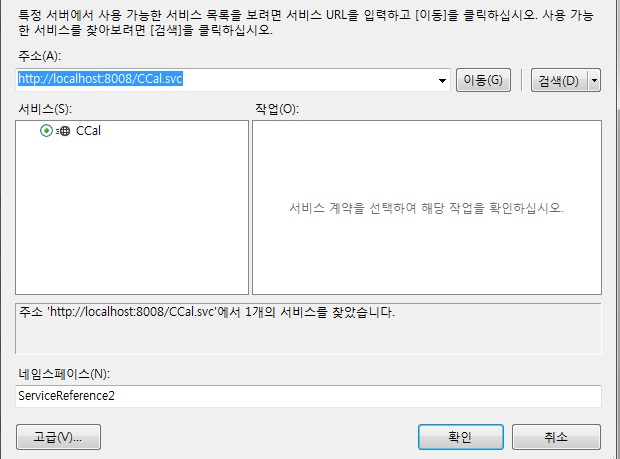 특정 서버에서 사용 가능한 서비스 목록을 보려면 서비스 URL을 입력하고 [이동]을 클릭하십시오. 사용 가능
한 서비스를 찾아보려면 [검색]을 클릭하십시오.
주소(A):
http://localhost:8008/CCal.svc 이동(G) 검색(D)
서비스(S): 작업(O):
CCal
서비스 계약을 선택하여 해당 작업을 확인하십시오.
주소 'http://localhost:8008/CCal.svc'에서 1개의 서비스를 찾았습니다.
네임스페이스(N):
ServiceReference2
고급(V)... 확인 취소